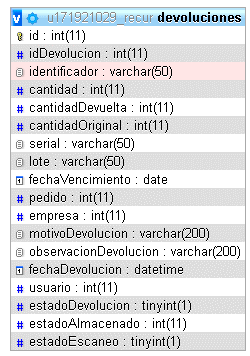 v u171921029_recur devoluciones
id : int(11)
idDevolucion : int(11)
identificador : varchar(50)
cantidad : int(11)
cantidadDevuelta : int(11)
cantidadOriginal : int(11)
serial : varchar(50)
lote : varchar(50)
fechaVencimiento : date
pedido : int(11)
empresa : int(11)
motivoDevolucion : varchar(200)
observacionDevolucion : varchar(200)
fechaDevolucion : datetime
usuario : int(11)
estadoDevolucion : tinyint(1)
estadoAlmacenado : tinyint(1)
estadoEscaneo : tinyint(1)